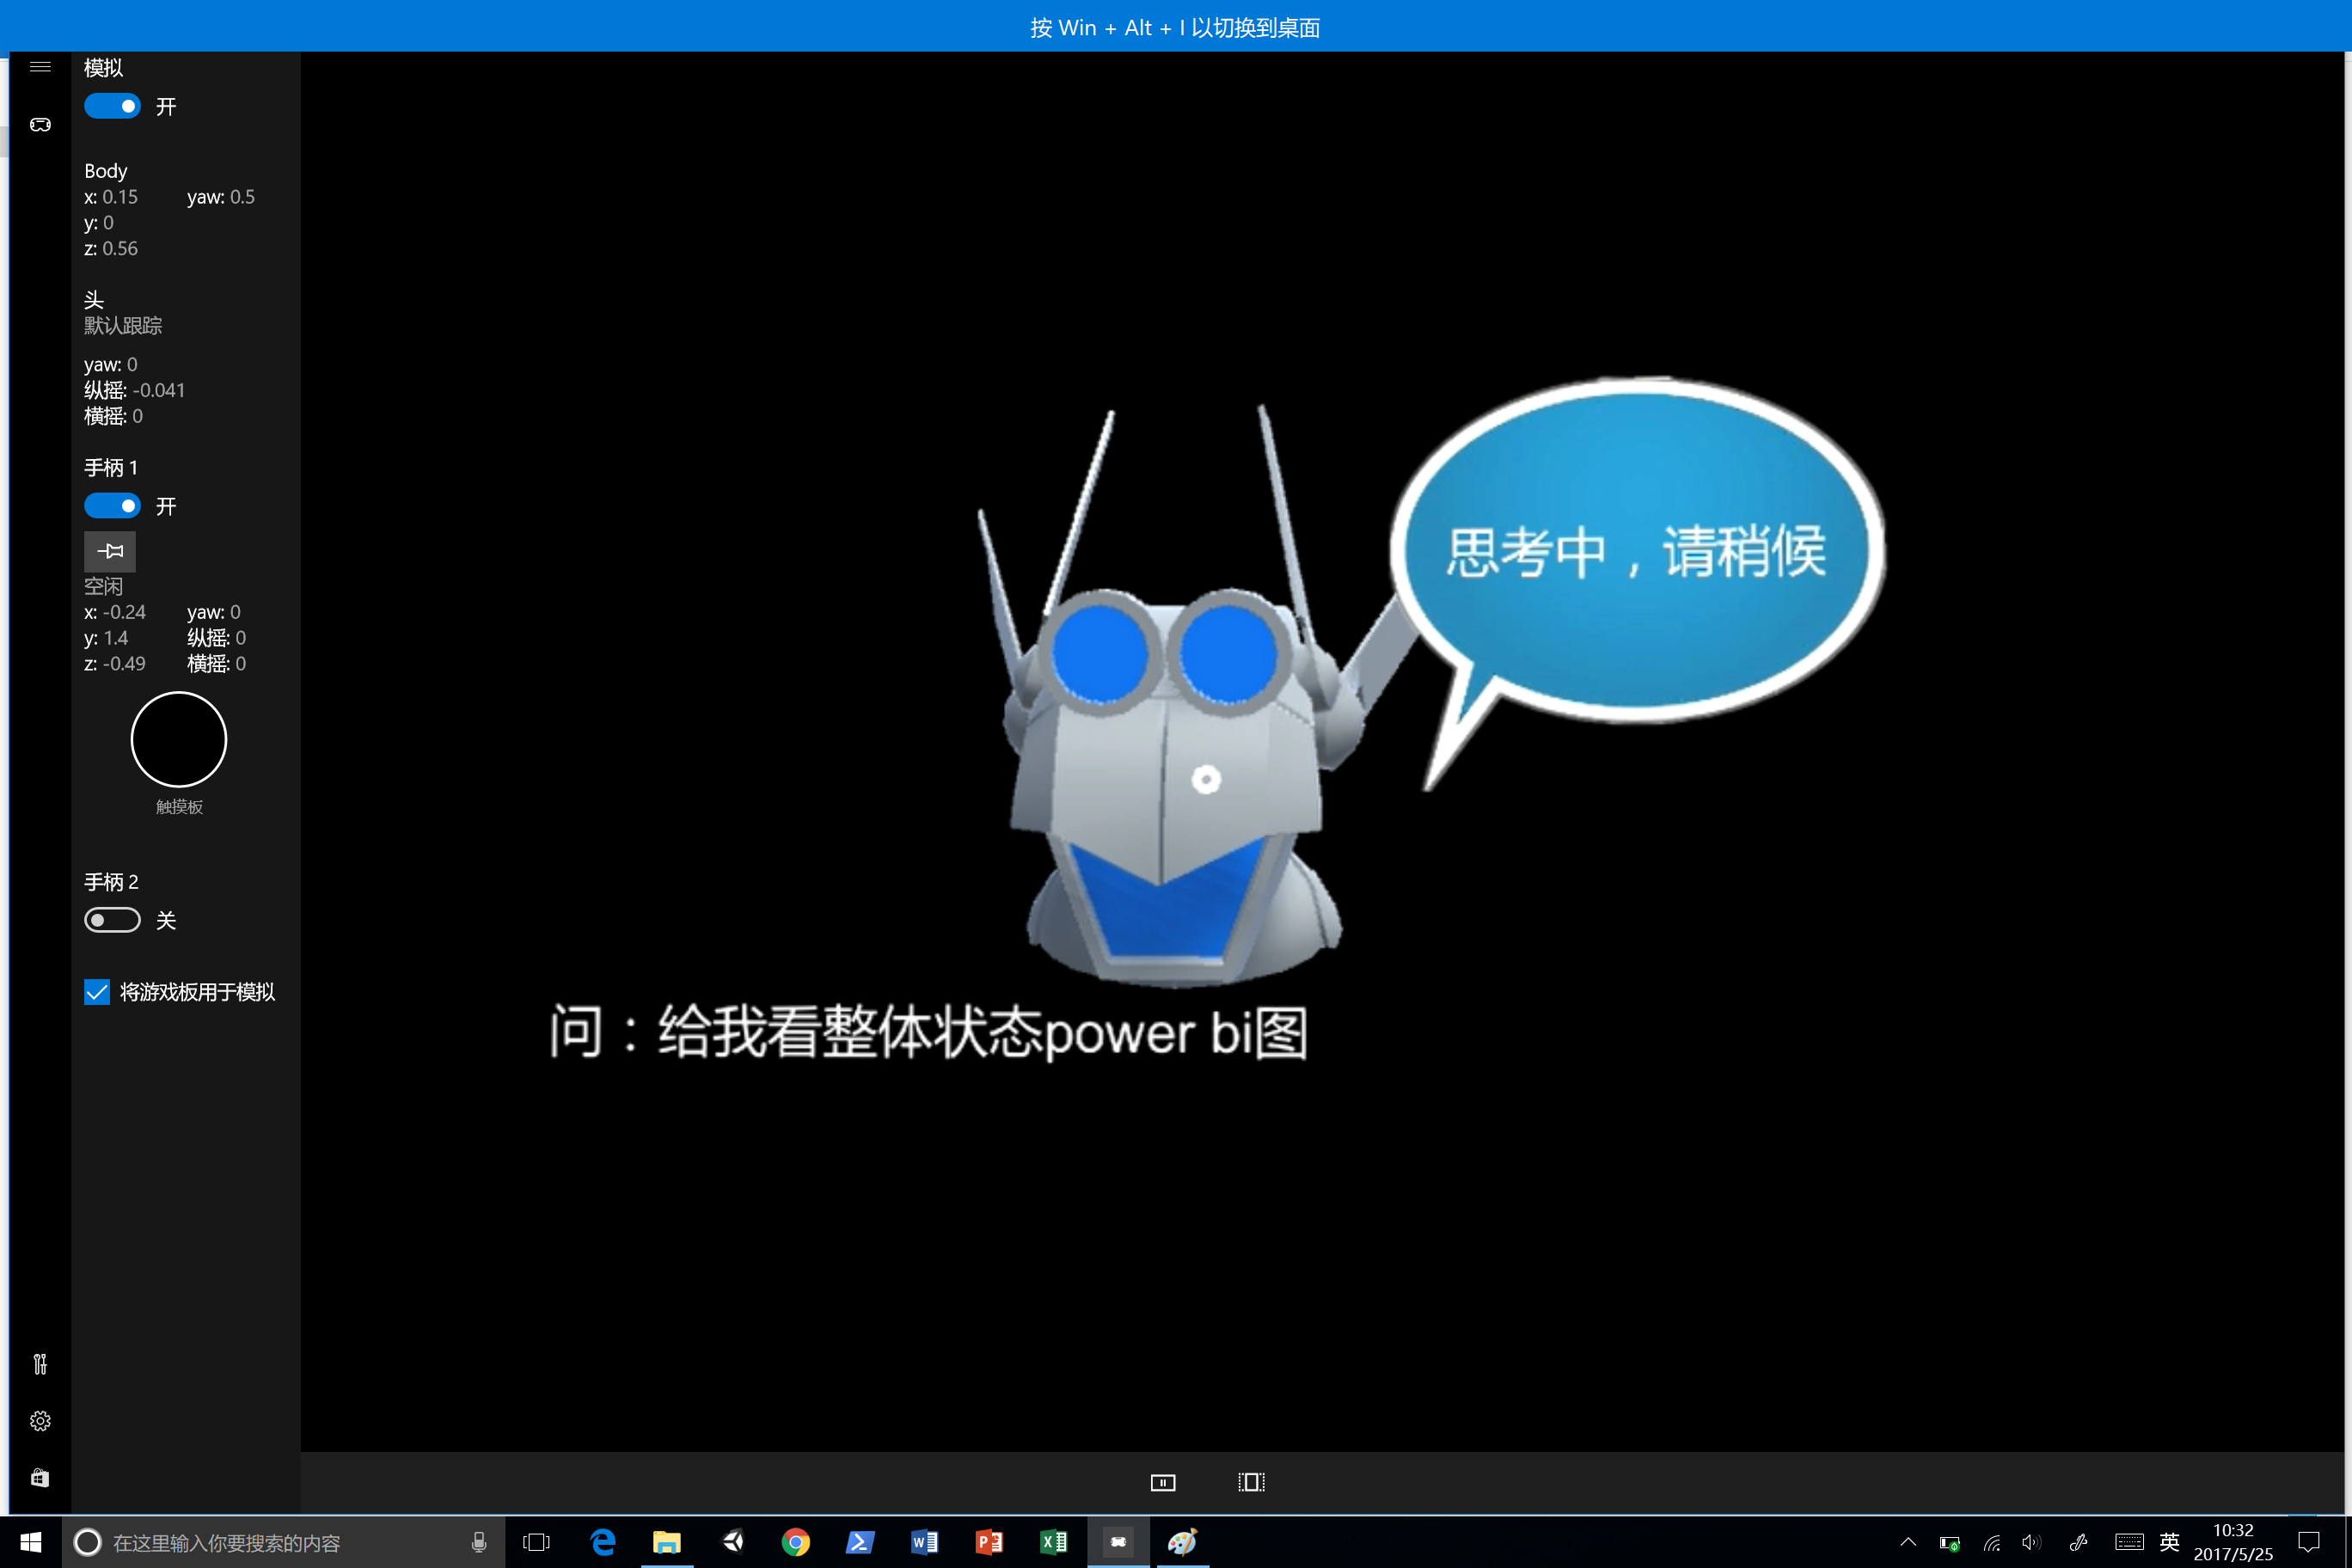 按 Win + Alt + I 以切换到桌面
模拟
开
Body
x: 0.15 yaw: 0.5
y: 0
z: 0.56
头
默认跟踪
yaw: 0
纵摇: -0.041
横摇: 0
手柄 1
开
空闲
x: -0.24 yaw: 0
y: 1.4 纵摇: 0
z: -0.49 横摇: 0
触摸板
手柄 2
关
将游戏板用于模拟
思考中，请稍候
问：给我看整体状态power bi图
在这里输入你要搜索的内容
英
10:32
2017/5/25